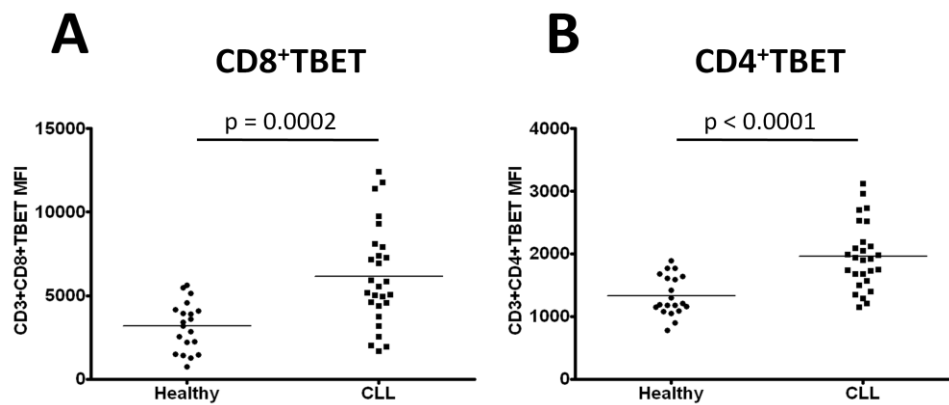 A
CD8⁺TBET
p = 0.0002
CD3+CD8+TBET MFI
15000
10000
5000
0
Healthy CLL
B
CD4⁺TBET
p < 0.0001
CD3+CD4+TBET MFI
4000
3000
2000
1000
0
Healthy CLL